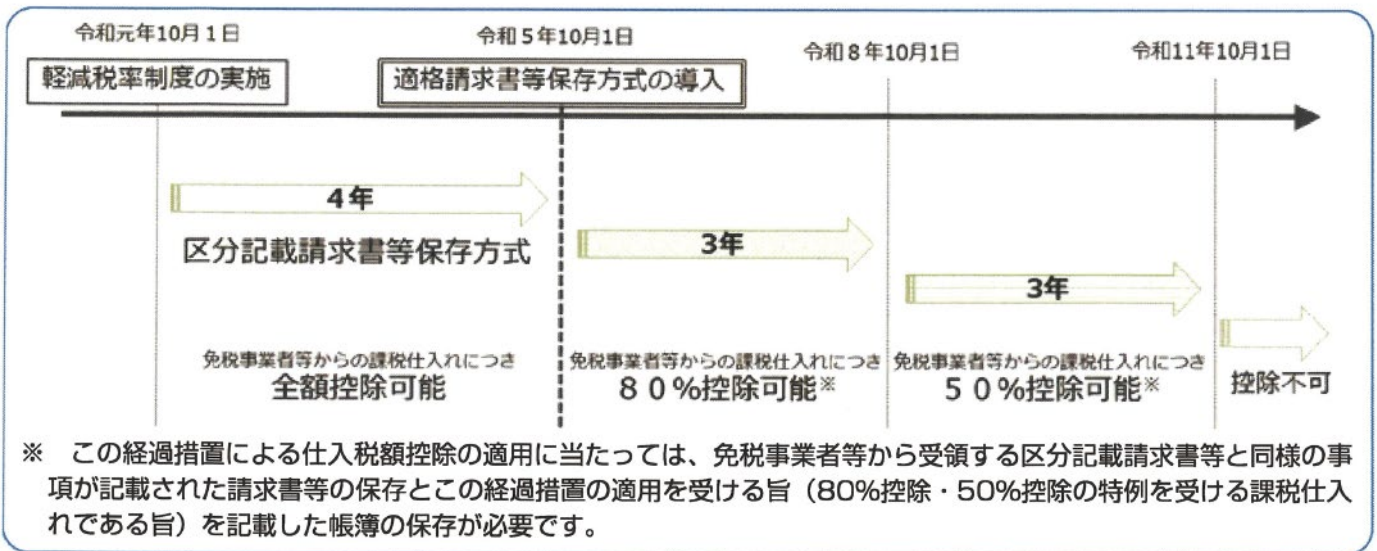 令和元年10月1日
令和5年10月1日
令和8年10月1日
令和11年10月1日
軽減税率制度の実施
適格請求書等保存方式の導入
4年
区分記載請求書等保存方式
3年
3年
免税事業者等からの課税仕入れにつき
全額控除可能
免税事業者等からの課税仕入れにつき
80%控除可能※
免税事業者等からの課税仕入れにつき
50%控除可能※
控除不可
※ この経過措置による仕入税額控除の適用に当たっては、免税事業者等から受領する区分記載請求書等と同様の事
項が記載された請求書等の保存とこの経過措置の適用を受ける旨(80%控除・50%控除の特例を受ける課税仕入
れである旨)を記載した帳簿の保存が必要です。